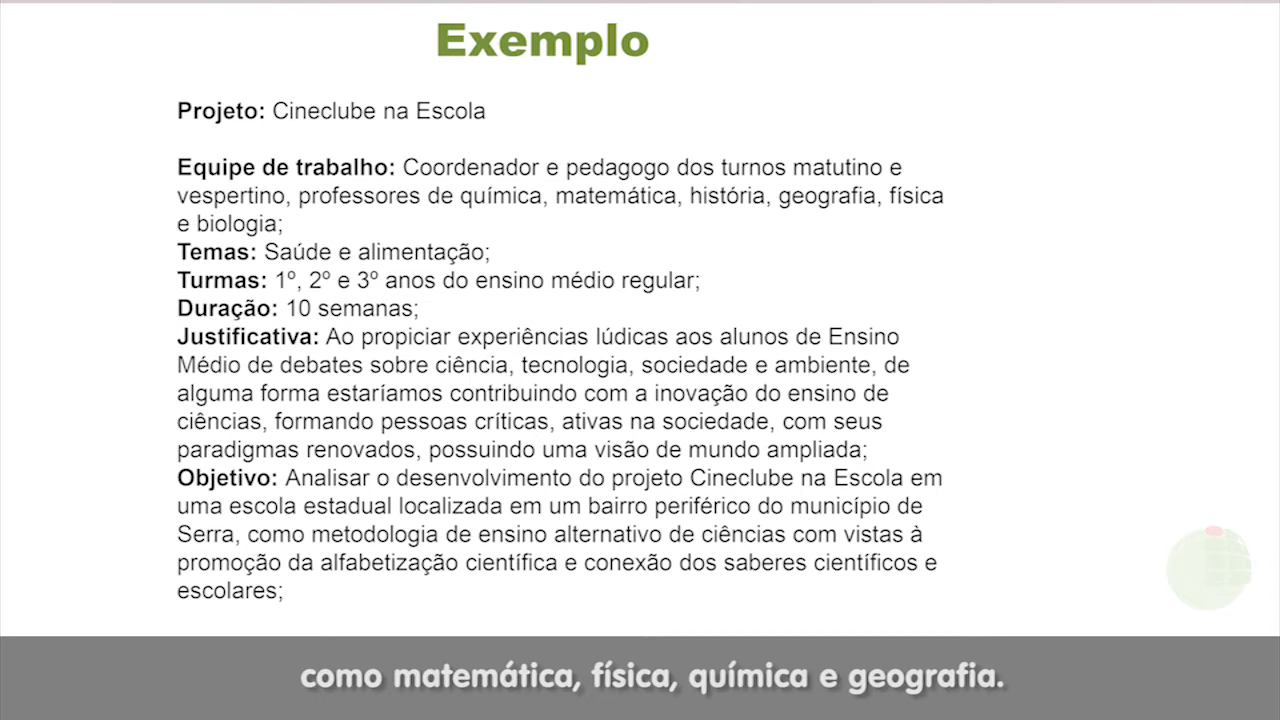 Exemplo
Projeto: Cineclube na Escola
Equipe de trabalho: Coordenador e pedagogo dos turnos matutino e
vespertino, professores de química, matemática, história, geografia, física
e biologia;
Temas: Saúde e alimentação;
Turmas: 1º, 2º e 3º anos do ensino médio regular;
Duração: 10 semanas;
Justificativa: Ao propiciar experiências lúdicas aos alunos de Ensino
Médio de debates sobre ciência, tecnologia, sociedade e ambiente, de
alguma forma estaríamos contribuindo com a inovação do ensino de
ciências, formando pessoas críticas, ativas na sociedade, com seus
paradigmas renovados, possuindo uma visão de mundo ampliada;
Objetivo: Analisar o desenvolvimento do projeto Cineclube na Escola em
uma escola estadual localizada em um bairro periférico do município de
Serra, como metodologia de ensino alternativo de ciências com vistas à
promoção da alfabetização científica e conexão dos saberes científicos e
escolares;
como matemática, física, química e geografia.